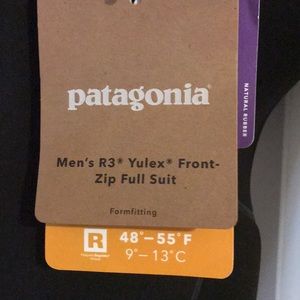 patagonia®
Men's R3® Yulex® Front-
Zip Full Suit
Formfitting
R
48°–55°F
9°–13°C
NATURAL RUBBER